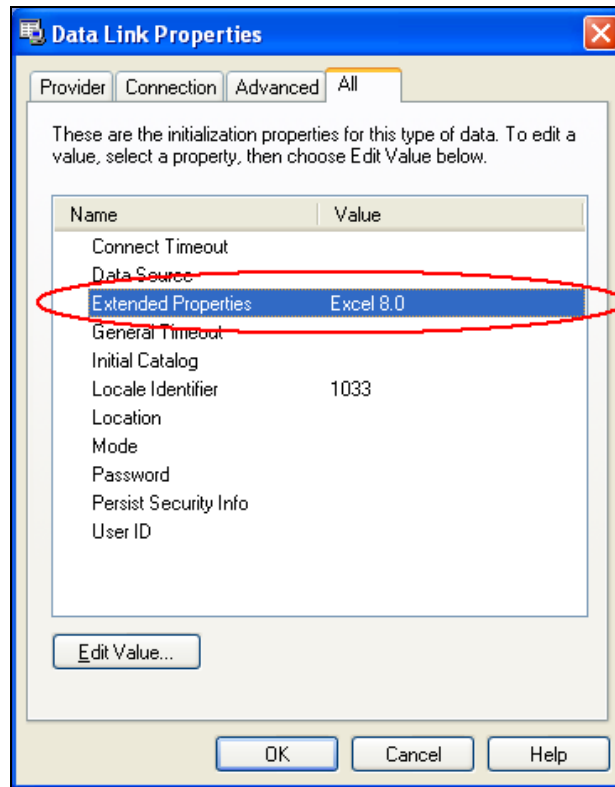 Data Link Properties
Provider Connection Advanced All
These are the initialization properties for this type of data. To edit a
value, select a property, then choose Edit Value below.
Name Value
Connect Timeout
Data Source
Extended Properties Excel 8.0
General Timeout
Initial Catalog
Locale Identifier 1033
Location
Mode
Password
Persist Security Info
User ID
Edit Value...
OK Cancel Help